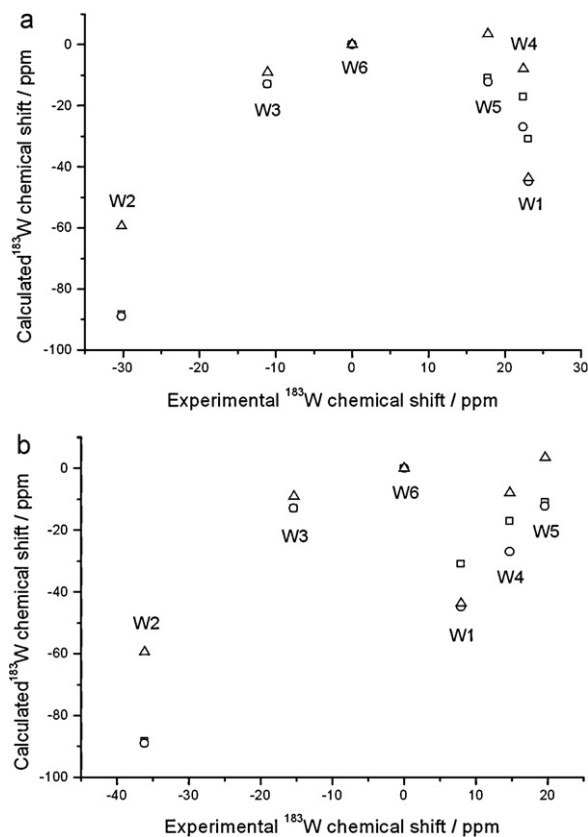 a
0
-20
-40
-60
-80
-100
Calculated ¹⁸³W chemical shift / ppm
W2
W3
W6
W5
W4
W1
-30 -20 -10 0 10 20 30
Experimental ¹⁸³W chemical shift / ppm
b
0
-20
-40
-60
-80
-100
Calculated ¹⁸³W chemical shift / ppm
W2
W3
W6
W1
W4
W5
-40 -30 -20 -10 0 10 20
Experimental ¹⁸³W chemical shift / ppm